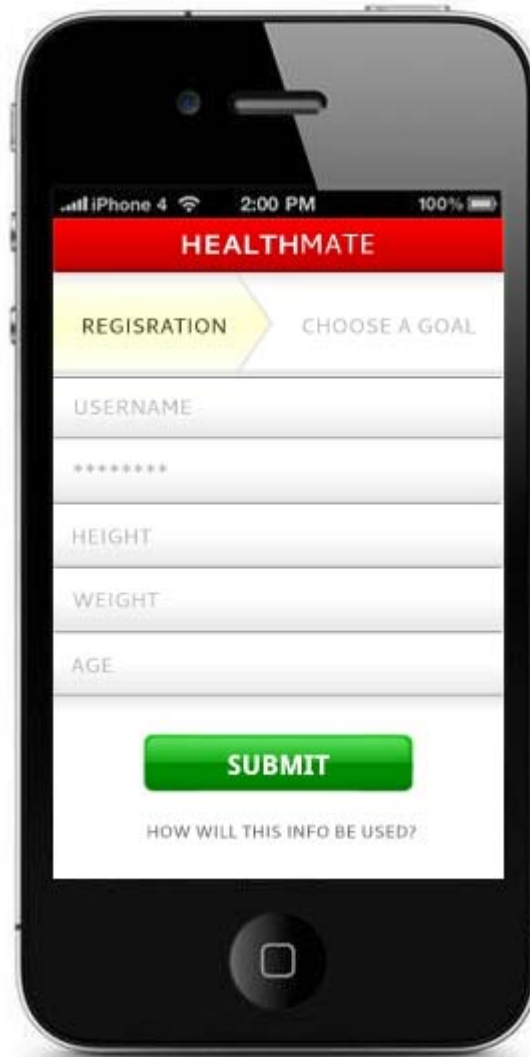 iPhone 4 2:00 PM 100%
HEALTHMATE
REGISRATION CHOOSE A GOAL
USERNAME
********
HEIGHT
WEIGHT
AGE
SUBMIT
HOW WILL THIS INFO BE USED?